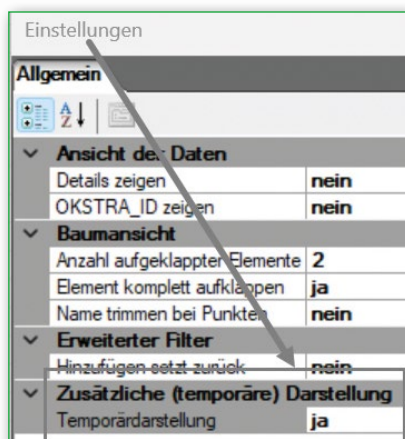 Einstellungen
Allgemein
Ansicht der Daten
Details zeigen nein
OKSTRA_ID zeigen nein
Baumansicht
Anzahl aufgeklappter Elemente 2
Element komplett aufklappen ja
Name trimmen bei Punkten nein
Erweiterter Filter
Hinzufügen setzt zurück nein
Zusätzliche (temporäre) Darstellung
Temporärdarstellung ja